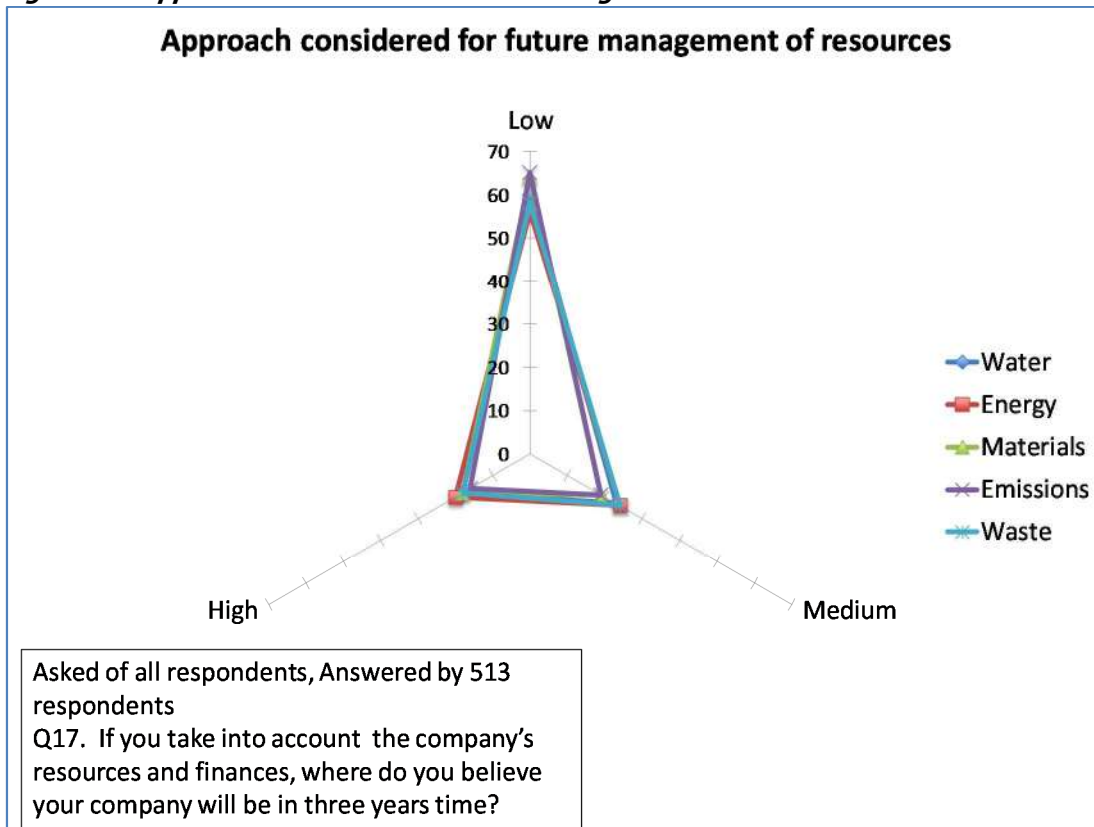 Approach considered for future management of resources
Low
70
60
50
40
30
20
10
0
High
Medium
Water
Energy
Materials
Emissions
Waste
Asked of all respondents, Answered by 513
respondents
Q17. If you take into account the company's
resources and finances, where do you believe
your company will be in three years time?